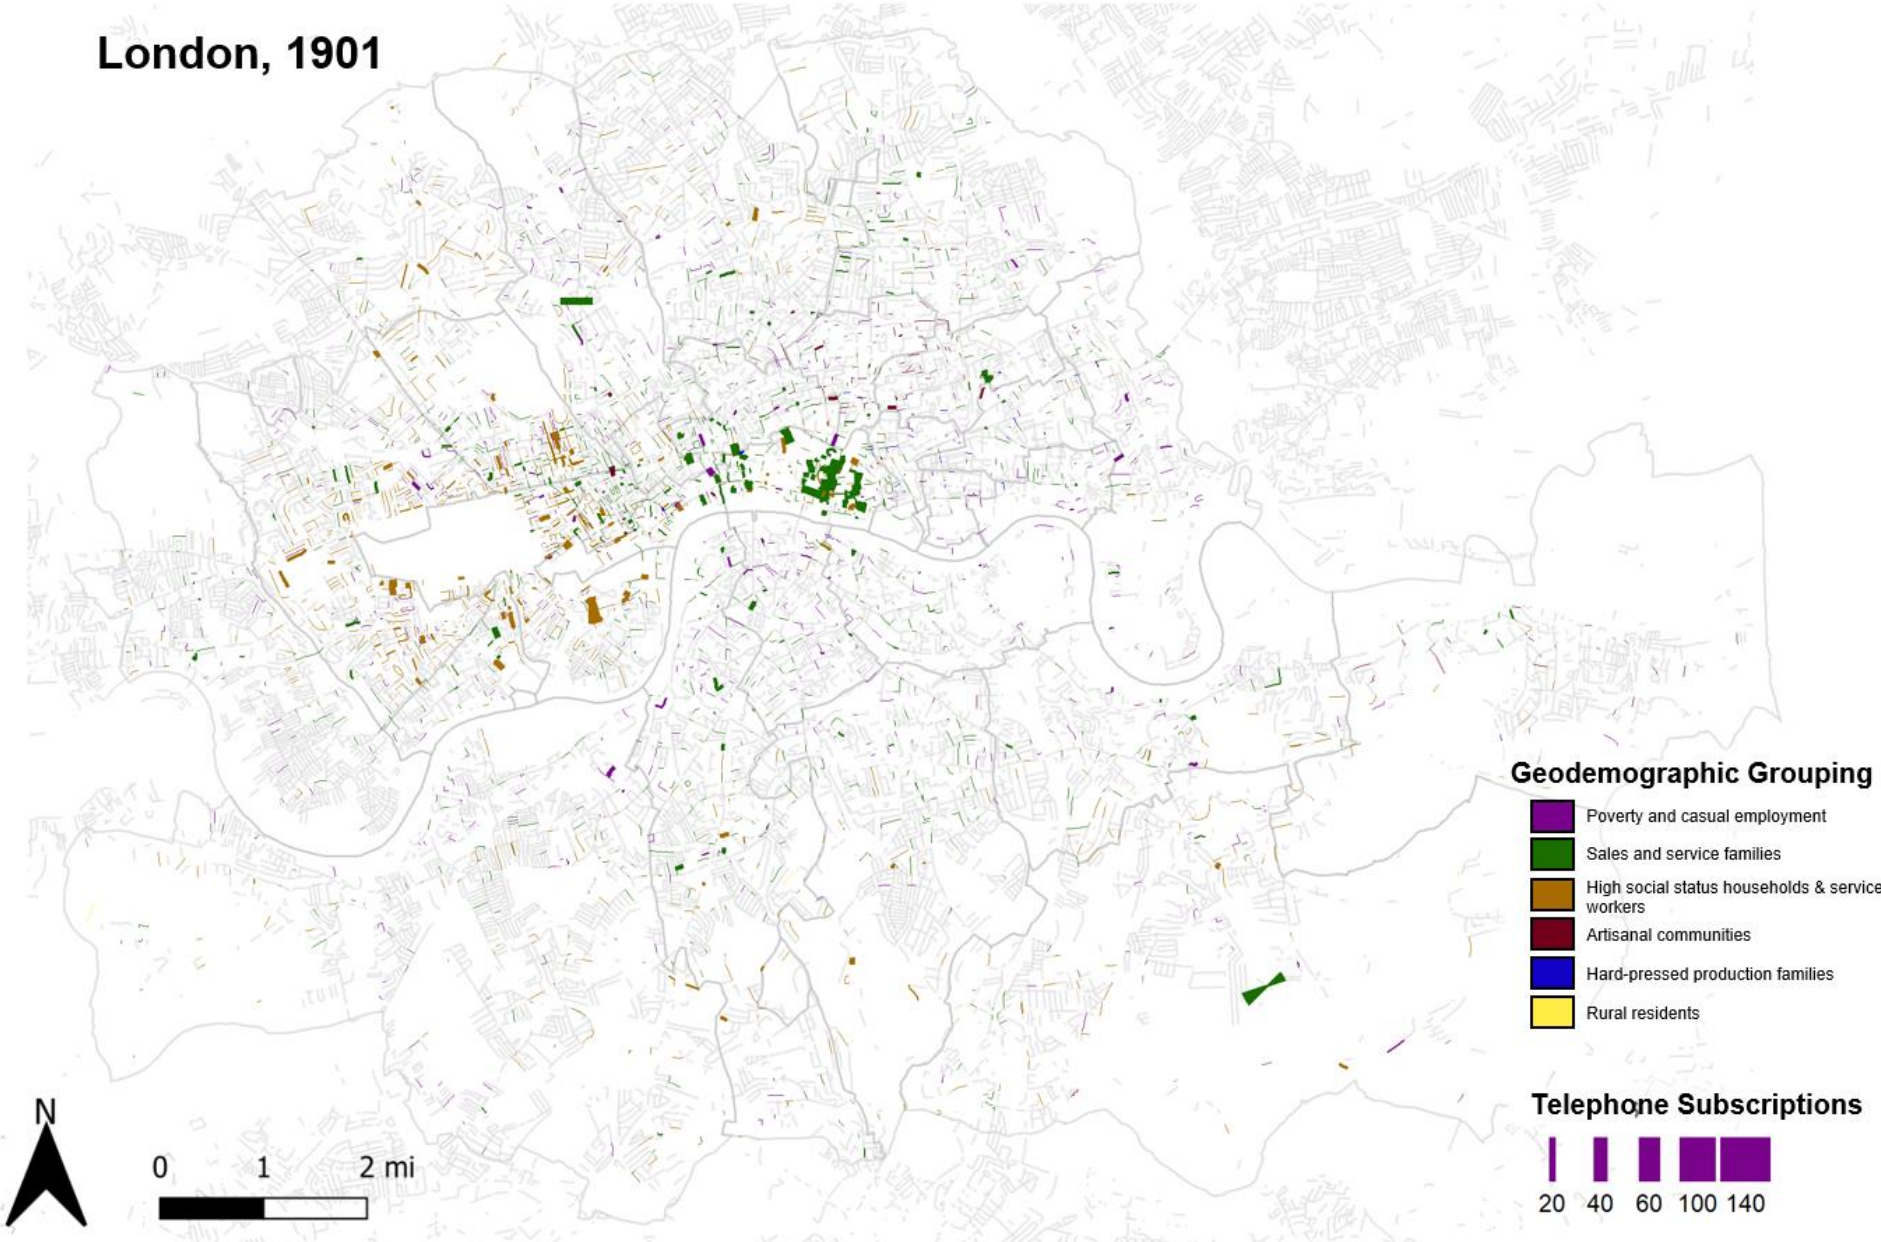 London, 1901
Geodemographic Grouping
Poverty and casual employment
Sales and service families
High social status households & service
workers
Artisanal communities
Hard-pressed production families
Rural residents
N
0 1 2 mi
Telephone Subscriptions
20 40 60 100 140